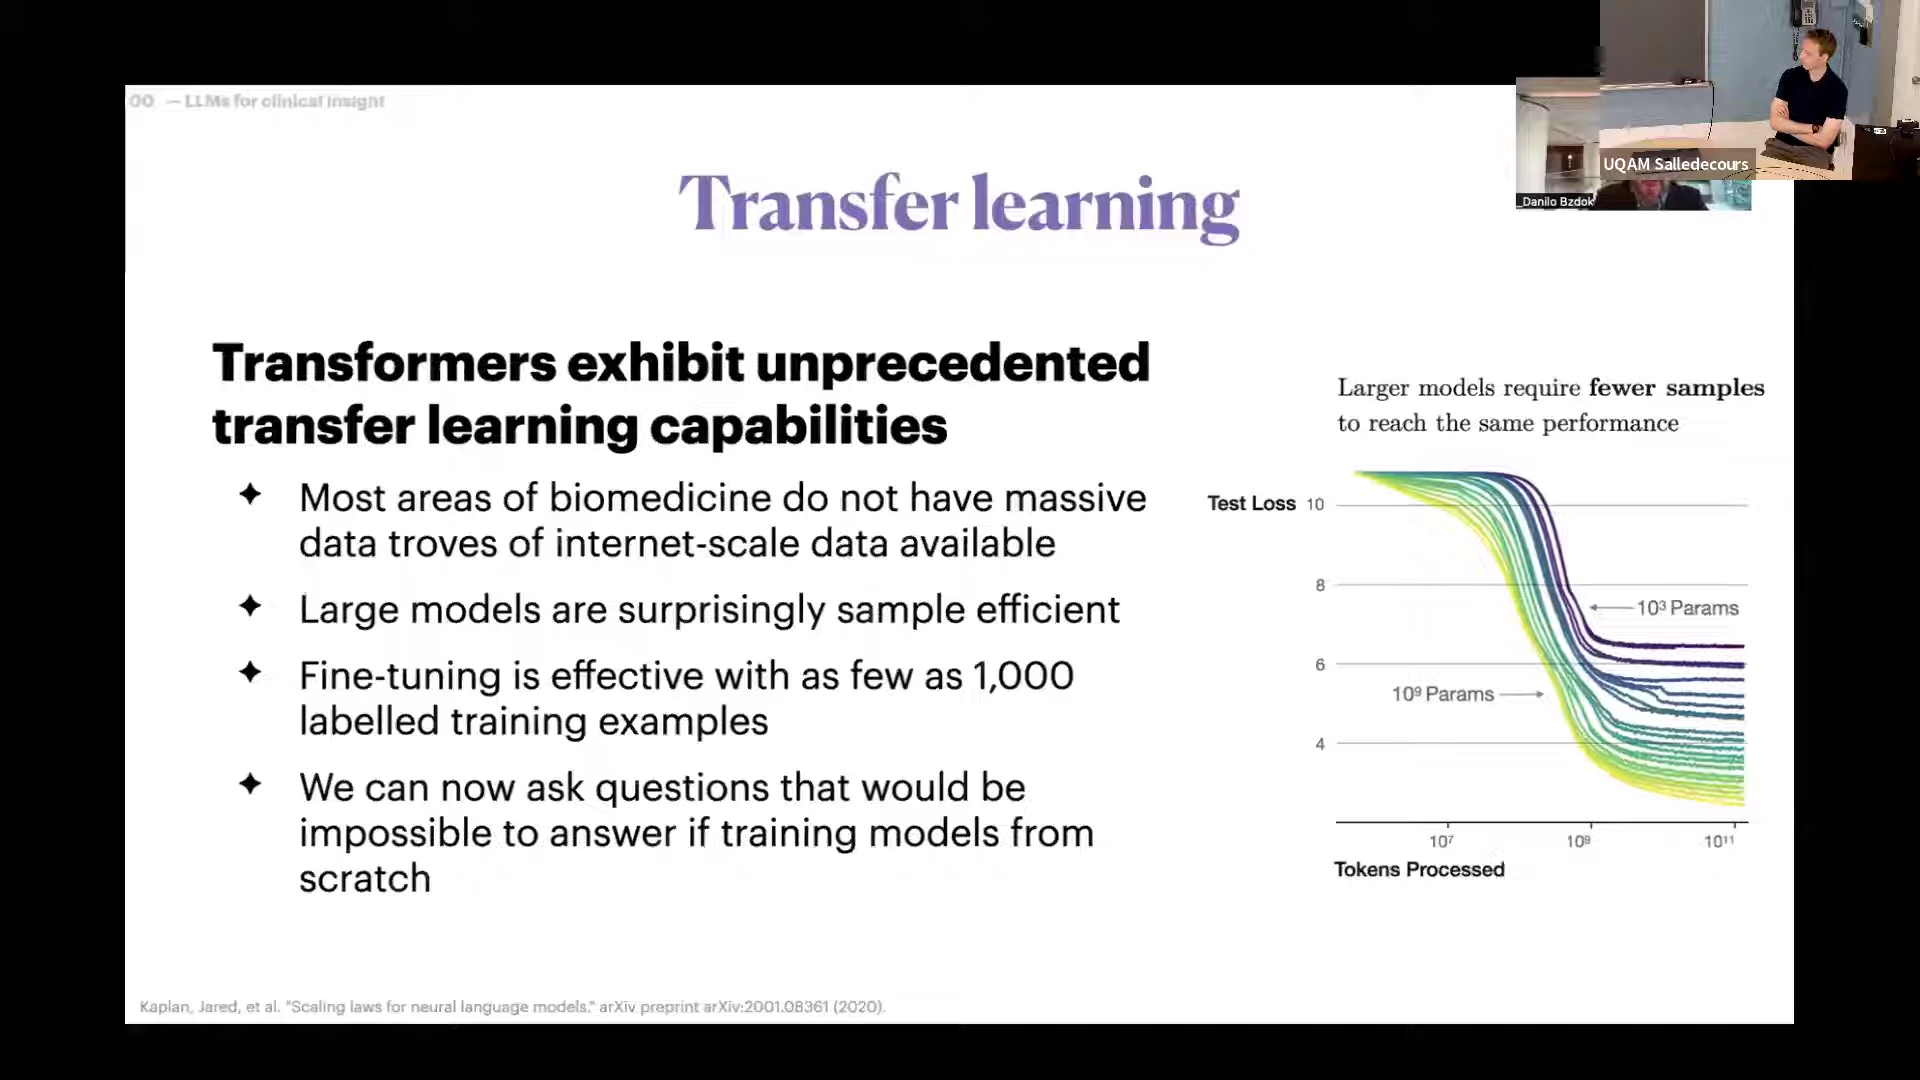 00 — LLMs for clinical insight
UQAM Salledecours
_Danilo Bzdok
Transfer learning
Transformers exhibit unprecedented
transfer learning capabilities
✦ Most areas of biomedicine do not have massive
data troves of internet-scale data available
✦ Large models are surprisingly sample efficient
✦ Fine-tuning is effective with as few as 1,000
labelled training examples
✦ We can now ask questions that would be
impossible to answer if training models from
scratch
Larger models require fewer samples
to reach the same performance
Test Loss 10
8
10³ Params
6
10⁹ Params
4
10⁷ 10⁹ 10¹¹
Tokens Processed
Kaplan, Jared, et al. "Scaling laws for neural language models." arXiv preprint arXiv:2001.08361 (2020).